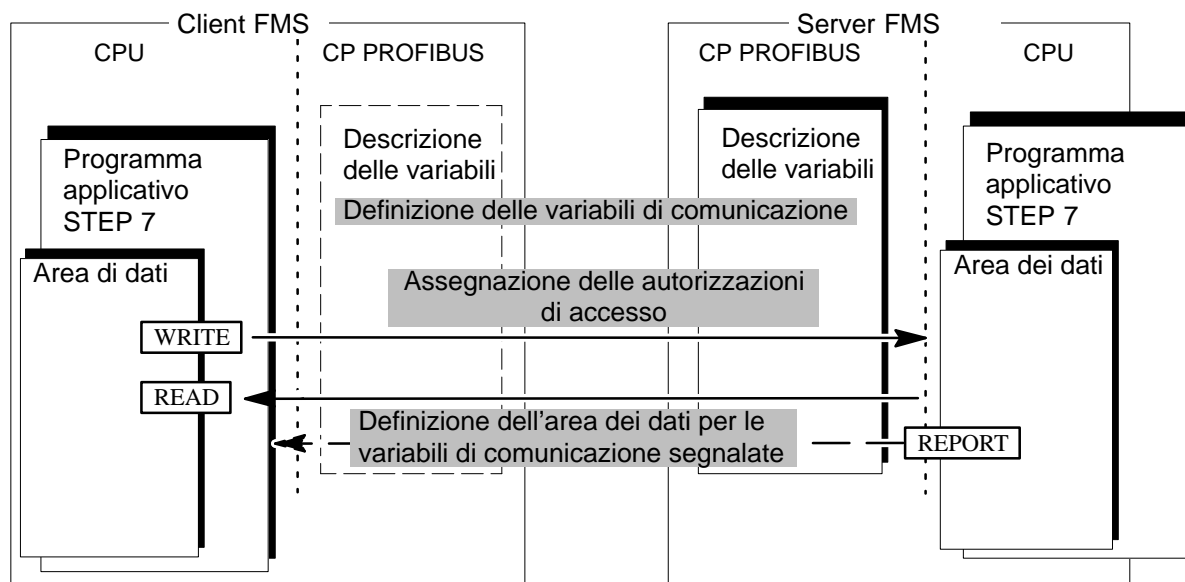 Client FMS
Server FMS
CPU
CP PROFIBUS
CP PROFIBUS
CPU
Programma
applicativo
STEP 7
Area di dati
Descrizione
delle variabili
Descrizione
delle variabili
Programma
applicativo
STEP 7
Area dei dati
Definizione delle variabili di comunicazione
Assegnazione delle autorizzazioni
di accesso
WRITE
READ
Definizione dell'area dei dati per le
variabili di comunicazione segnalate
REPORT